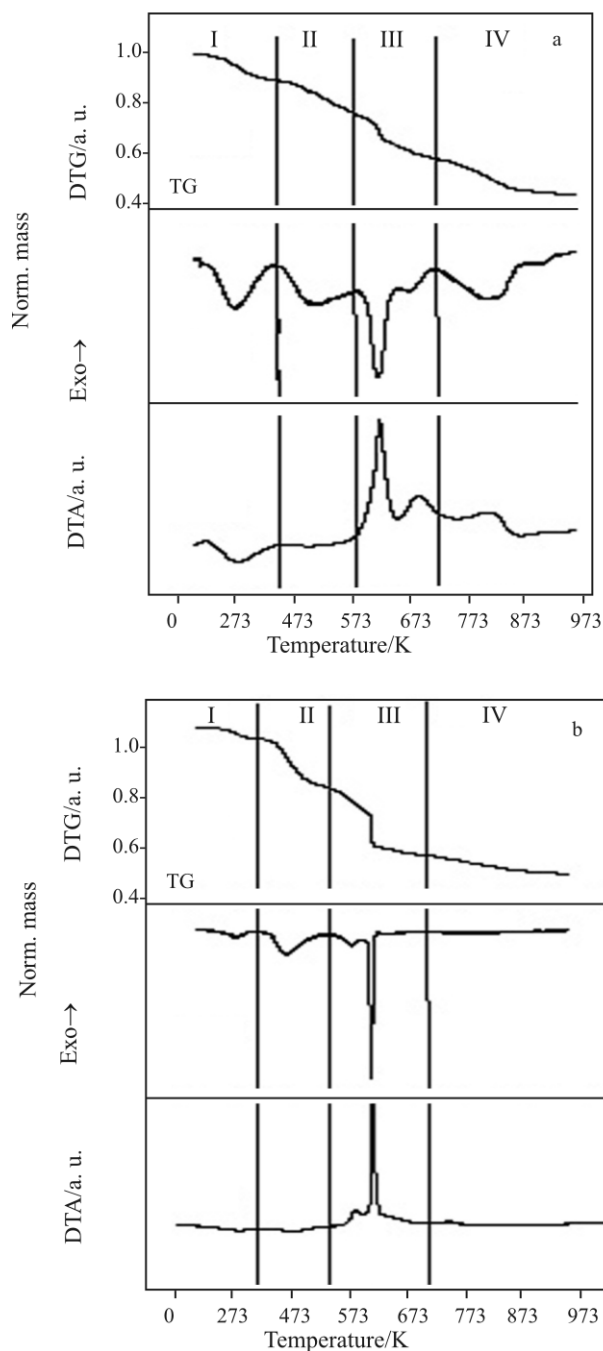 I II III IV a
1.0
0.8
0.6
0.4
TG
DTG/a. u.
Norm. mass
Exo→
DTA/a. u.
0 273 473 573 673 773 873 973
Temperature/K
I II III IV b
1.0
0.8
0.6
0.4
TG
DTG/a. u.
Norm. mass
Exo→
DTA/a. u.
0 273 473 573 673 773 873 973
Temperature/K